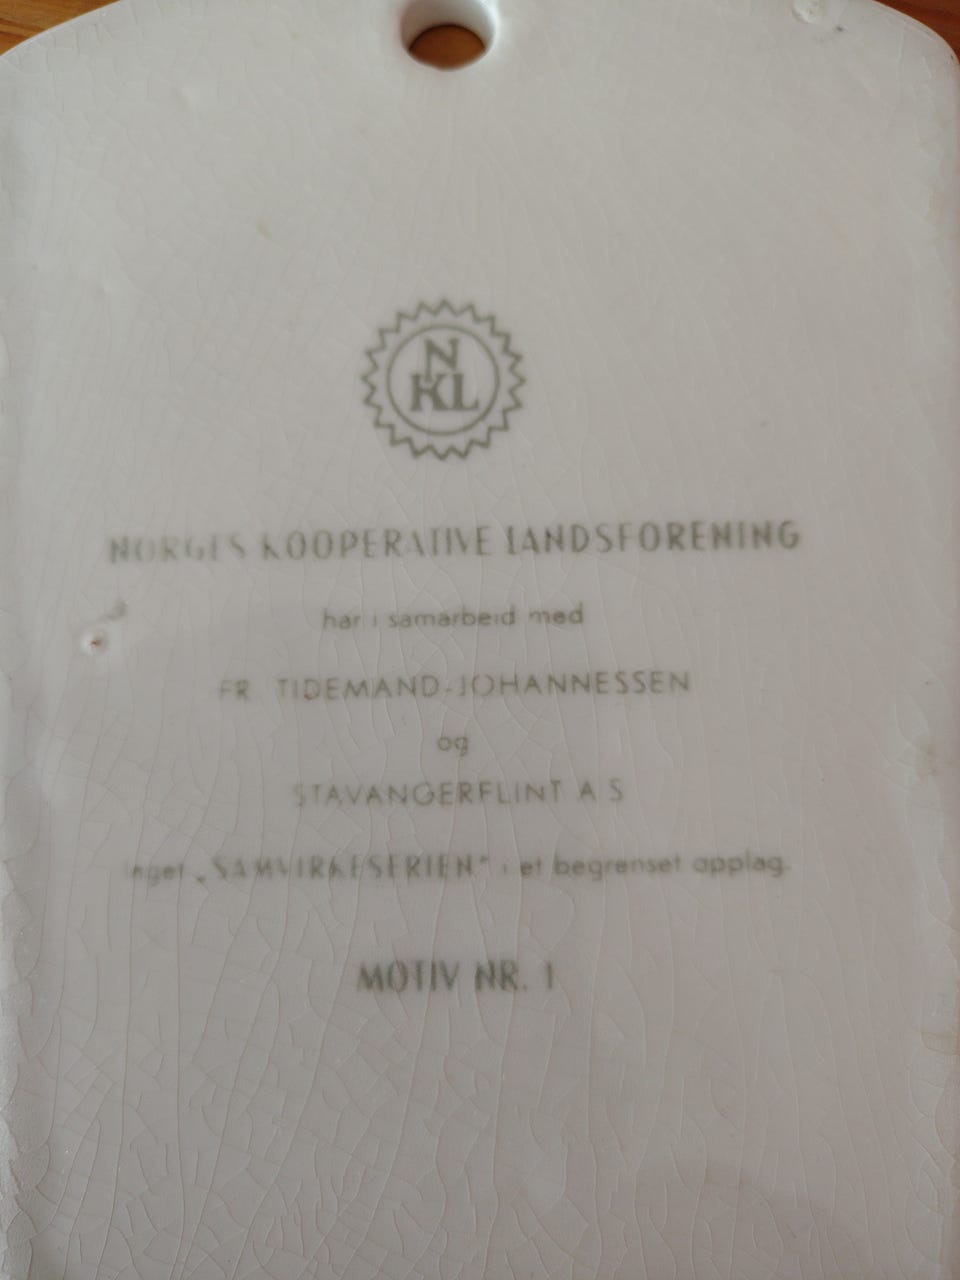 N
KL
NORGES KOOPERATIVE LANDSFORENING
har i samarbeid med
FR TIDEMAND-JOHANNESSEN
og
STAVANGERFLINT A S
„SAMVIRKESERIEN" i et begrenset opplag.
MOTIV NR. 1